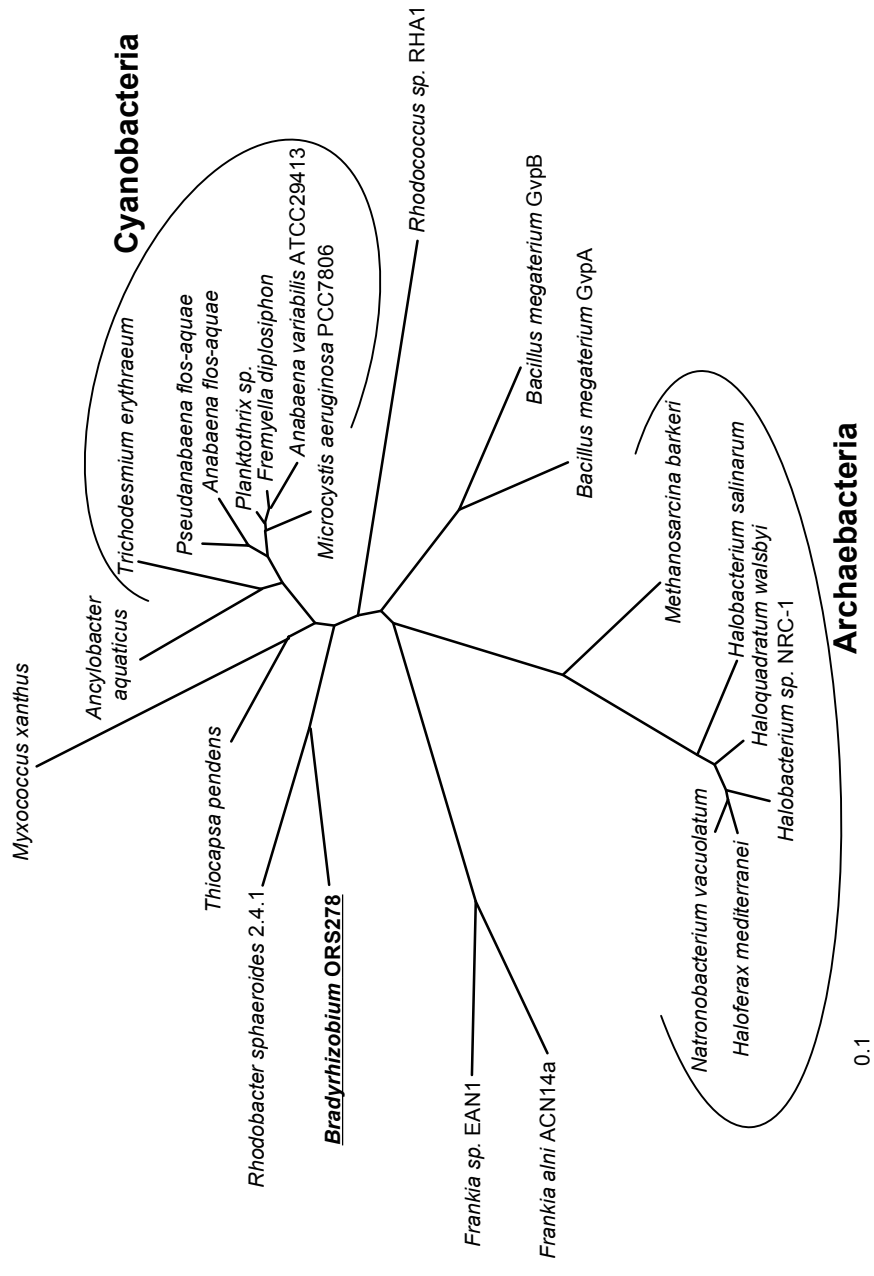 Cyanobacteria
Trichodesmium erythraeum
Pseudanabaena flos-aquae
Anabaena flos-aquae
Planktothrix sp.
Fremyella diplosiphon
Anabaena variabilis ATCC29413
Microcystis aeruginosa PCC7806
Rhodococcus sp. RHA1
Bacillus megaterium GvpB
Bacillus megaterium GvpA
Methanosarcina barkeri
Halobacterium salinarum
Haloquadratum walsbyi
Halobacterium sp. NRC-1
Archaebacteria
Natronobacterium vacuolatum
Haloferax mediterranei
Myxococcus xanthus
Ancylobacter
aquaticus
Thiocapsa pendens
Rhodobacter sphaeroides 2.4.1
Bradyrhizobium ORS278
Frankia sp. EAN1
Frankia alni ACN14a
0.1